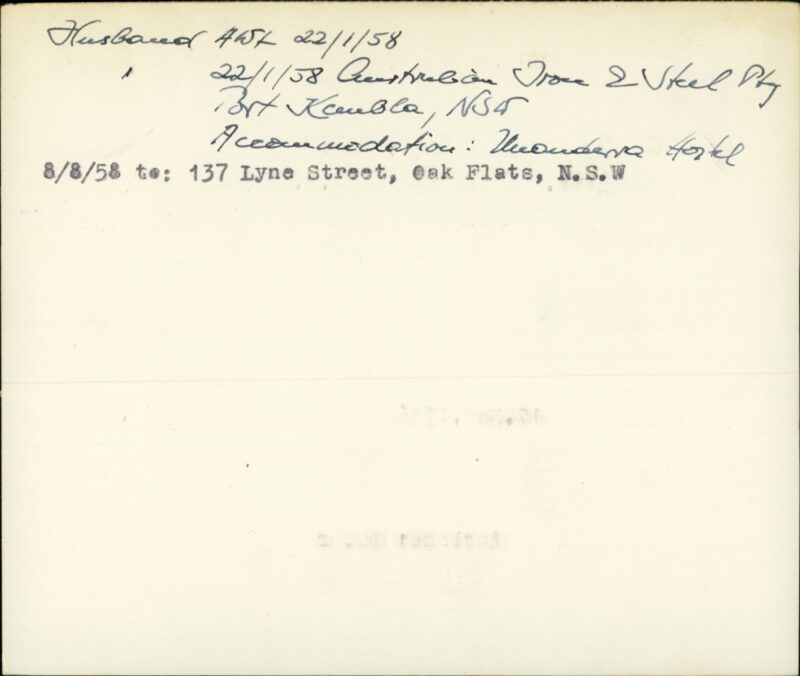 Husband AWL 22/1/58
" 22/1/58 Australian Iron & Steel Pty
Port Kembla, NSW
Accommodation: Unanderra Hostel
8/8/58 to: 137 Lyne Street, Oak Flats, N.S.W